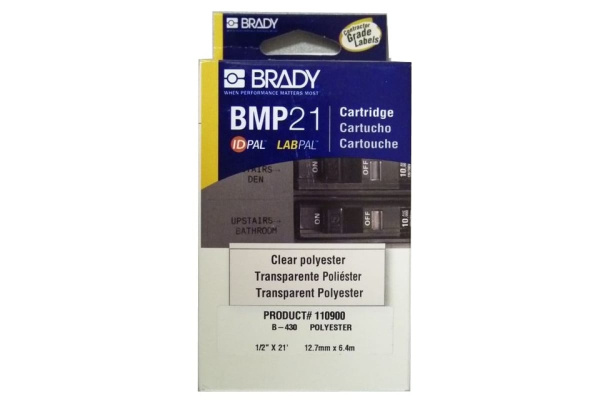 BRADY
Contractor
Grade
Labels
BRADY
WHEN PERFORMANCE MATTERS MOST
BMP21
Cartridge
Cartucho
Cartouche
IDPAL™ LABPAL™
UPSTAIRS -
DEN
ON
OFF
10
UPSTAIRS -
BATHROOM
ON
OFF
10
Clear polyester
Transparente Poliéster
Transparent Polyester
PRODUCT# 110900
B-430 POLYESTER
1/2" X 21' 12.7mm x 6.4m